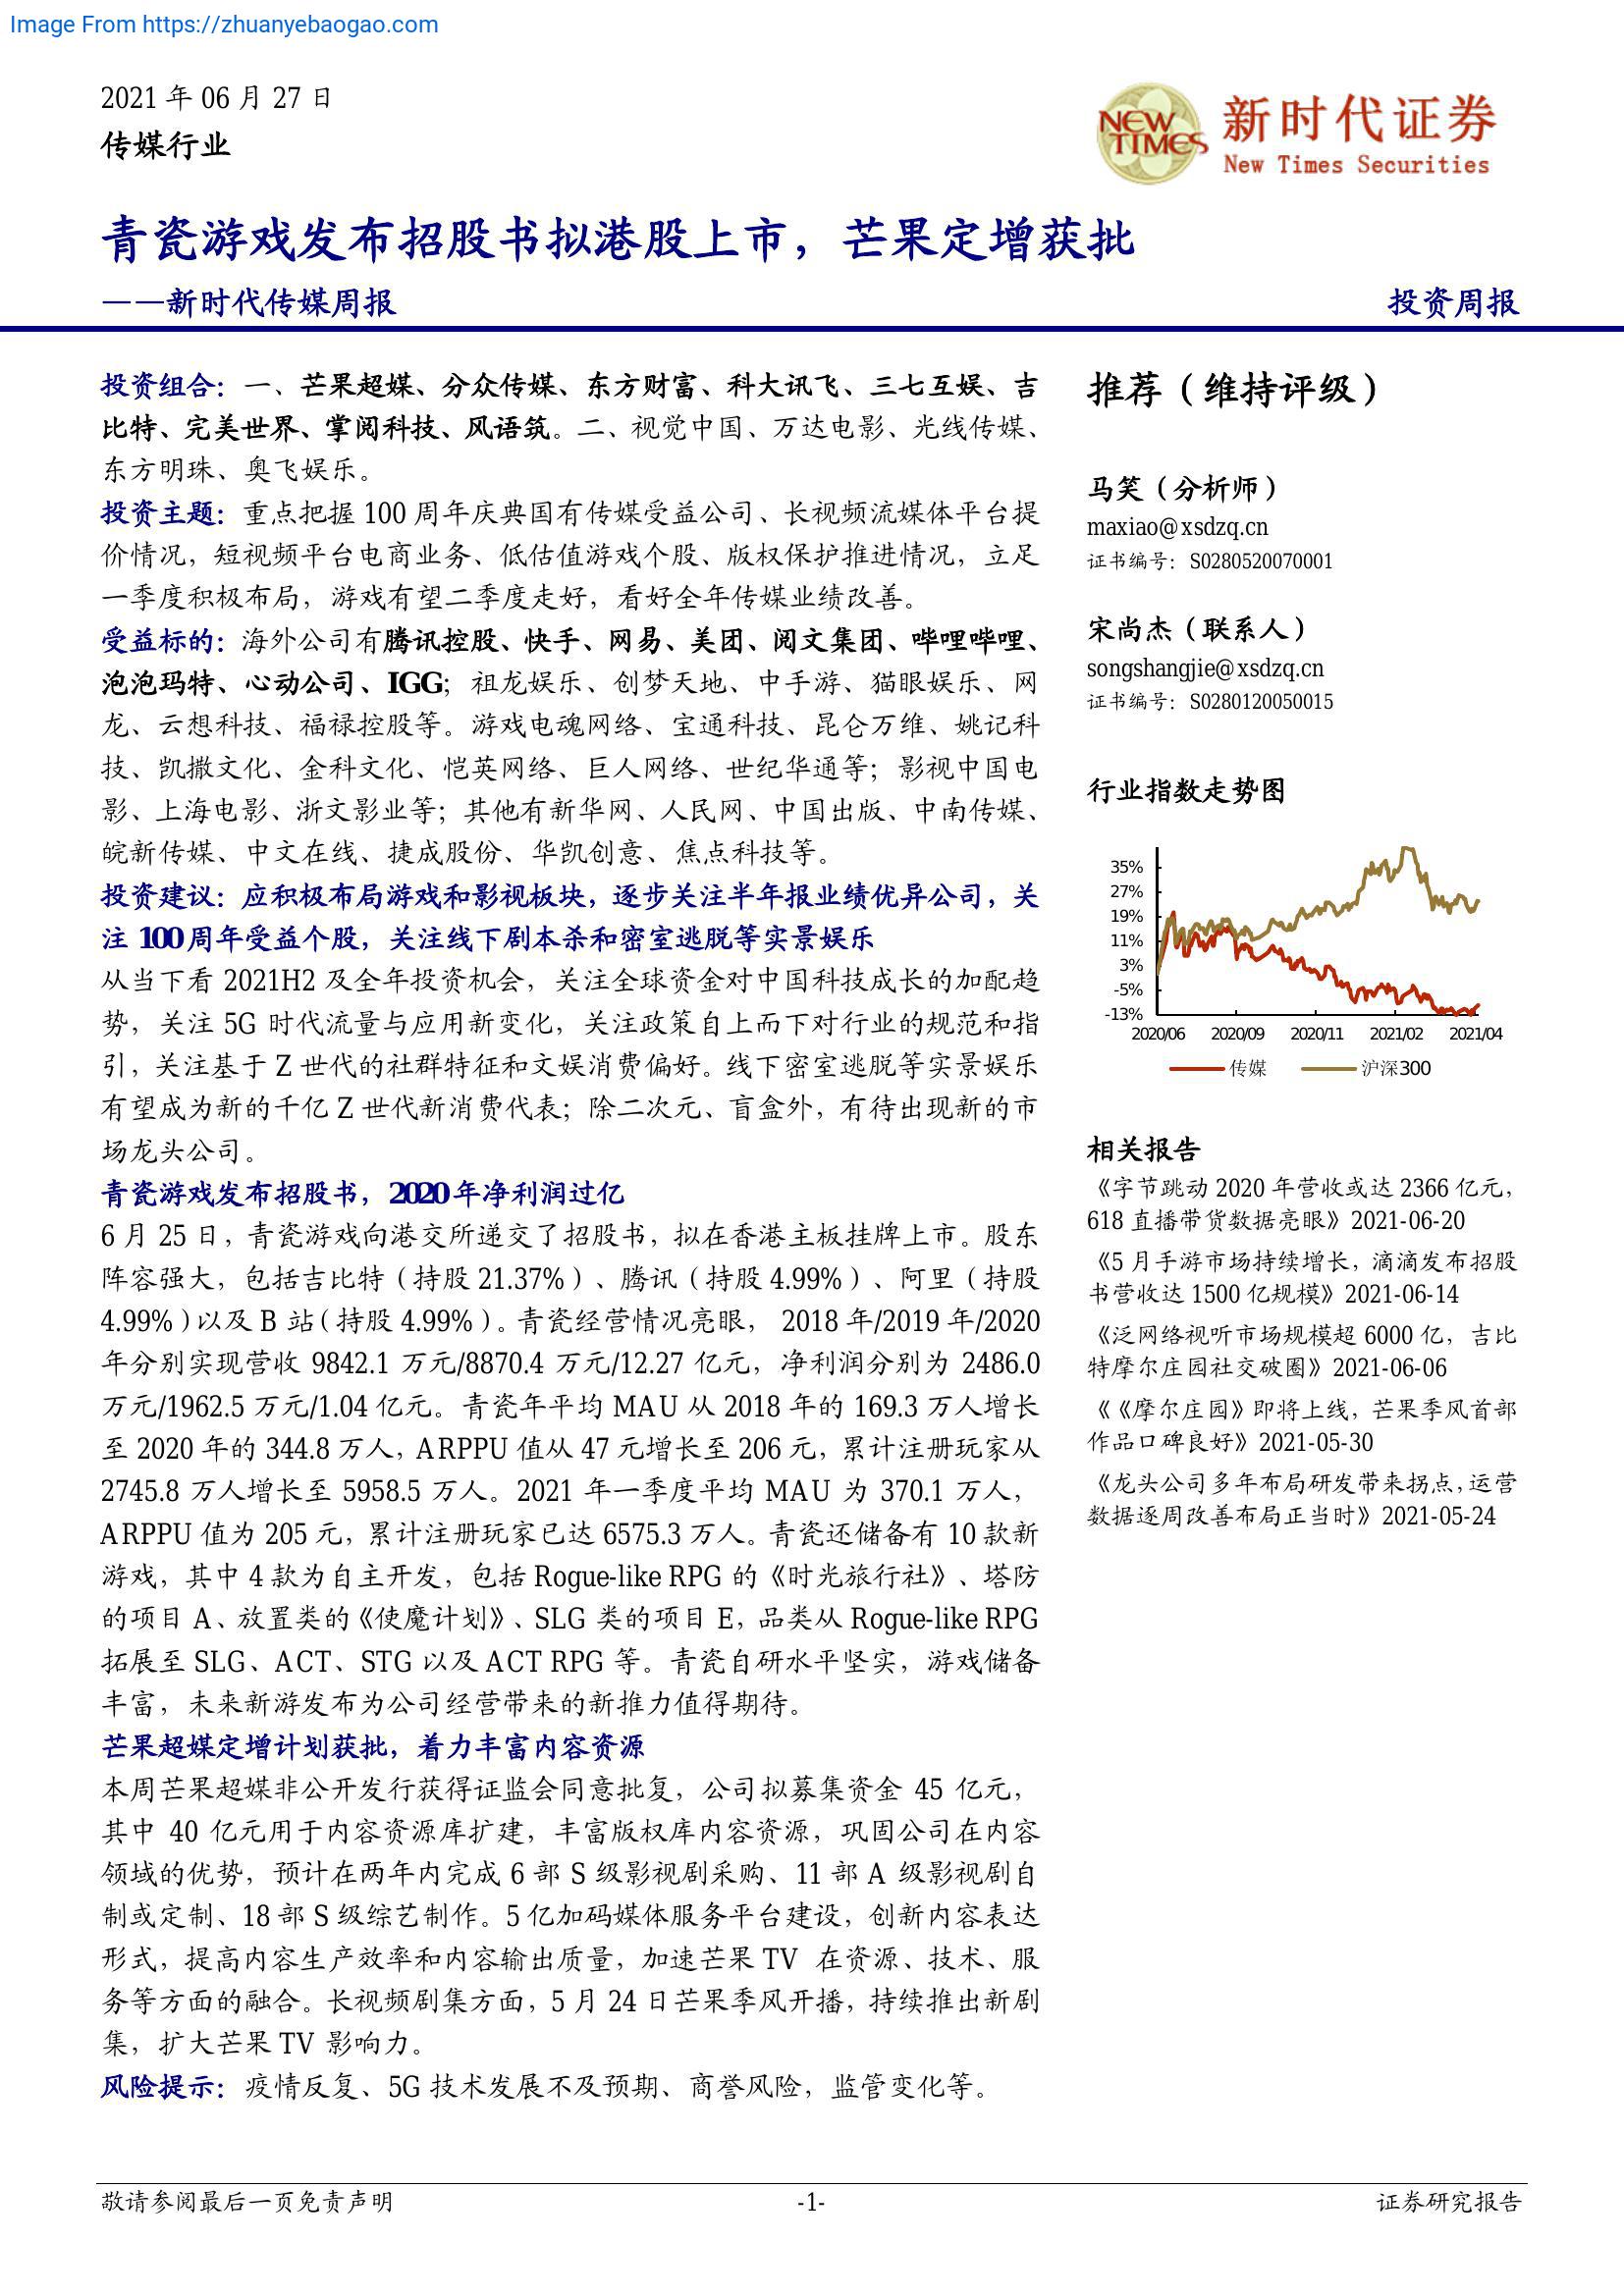 Image From https://zhuanyebaogao.com
2021 年 06 月 27 日
传媒行业
NEW TIMES
新时代证券
New Times Securities
青瓷游戏发布招股书拟港股上市，芒果定增获批
——新时代传媒周报
投资周报
投资组合：一、芒果超媒、分众传媒、东方财富、科大讯飞、三七互娱、吉
比特、完美世界、掌阅科技、风语筑。二、视觉中国、万达电影、光线传媒、
东方明珠、奥飞娱乐。
投资主题：重点把握 100 周年庆典国有传媒受益公司、长视频流媒体平台提
价情况，短视频平台电商业务、低估值游戏个股、版权保护推进情况，立足
一季度积极布局，游戏有望二季度走好，看好全年传媒业绩改善。
受益标的：海外公司有腾讯控股、快手、网易、美团、阅文集团、哔哩哔哩、
泡泡玛特、心动公司、IGG；祖龙娱乐、创梦天地、中手游、猫眼娱乐、网
龙、云想科技、福禄控股等。游戏电魂网络、宝通科技、昆仑万维、姚记科
技、凯撒文化、金科文化、恺英网络、巨人网络、世纪华通等；影视中国电
影、上海电影、浙文影业等；其他有新华网、人民网、中国出版、中南传媒、
皖新传媒、中文在线、捷成股份、华凯创意、焦点科技等。
投资建议：应积极布局游戏和影视板块，逐步关注半年报业绩优异公司，关
注 100 周年受益个股，关注线下剧本杀和密室逃脱等实景娱乐
从当下看 2021H2 及全年投资机会，关注全球资金对中国科技成长的加配趋
势，关注 5G 时代流量与应用新变化，关注政策自上而下对行业的规范和指
引，关注基于 Z 世代的社群特征和文娱消费偏好。线下密室逃脱等实景娱乐
有望成为新的千亿 Z 世代新消费代表；除二次元、盲盒外，有待出现新的市
场龙头公司。
青瓷游戏发布招股书，2020 年净利润过亿
6 月 25 日，青瓷游戏向港交所递交了招股书，拟在香港主板挂牌上市。股东
阵容强大，包括吉比特（持股 21.37%）、腾讯（持股 4.99%）、阿里（持股
4.99%）以及 B 站（持股 4.99%）。青瓷经营情况亮眼， 2018 年/2019 年/2020
年分别实现营收 9842.1 万元/8870.4 万元/12.27 亿元，净利润分别为 2486.0
万元/1962.5 万元/1.04 亿元。青瓷年平均 MAU 从 2018 年的 169.3 万人增长
至 2020 年的 344.8 万人，ARPPU 值从 47 元增长至 206 元，累计注册玩家从
2745.8 万人增长至 5958.5 万人。2021 年一季度平均 MAU 为 370.1 万人，
ARPPU 值为 205 元，累计注册玩家已达 6575.3 万人。青瓷还储备有 10 款新
游戏，其中 4 款为自主开发，包括 Rogue-like RPG 的《时光旅行社》、塔防
的项目 A、放置类的《使魔计划》、SLG 类的项目 E，品类从 Rogue-like RPG
拓展至 SLG、ACT、STG 以及 ACT RPG 等。青瓷自研水平坚实，游戏储备
丰富，未来新游发布为公司经营带来的新推力值得期待。
芒果超媒定增计划获批，着力丰富内容资源
本周芒果超媒非公开发行获得证监会同意批复，公司拟募集资金 45 亿元，
其中 40 亿元用于内容资源库扩建，丰富版权库内容资源，巩固公司在内容
领域的优势，预计在两年内完成 6 部 S 级影视剧采购、11 部 A 级影视剧自
制或定制、18 部 S 级综艺制作。5 亿加码媒体服务平台建设，创新内容表达
形式，提高内容生产效率和内容输出质量，加速芒果 TV 在资源、技术、服
务等方面的融合。长视频剧集方面，5 月 24 日芒果季风开播，持续推出新剧
集，扩大芒果 TV 影响力。
风险提示：疫情反复、5G 技术发展不及预期、商誉风险，监管变化等。
推荐（维持评级）
马笑（分析师）
maxiao@xsdzq.cn
证书编号：S0280520070001
宋尚杰（联系人）
songshangjie@xsdzq.cn
证书编号：S0280120050015
行业指数走势图
35%
27%
19%
11%
3%
-5%
-13%
2020/06 2020/09 2020/11 2021/02 2021/04
传媒 沪深300
相关报告
《字节跳动 2020 年营收或达 2366 亿元，
618 直播带货数据亮眼》2021-06-20
《5 月手游市场持续增长，滴滴发布招股
书营收达 1500 亿规模》2021-06-14
《泛网络视听市场规模超 6000 亿，吉比
特摩尔庄园社交破圈》2021-06-06
《《摩尔庄园》即将上线，芒果季风首部
作品口碑良好》2021-05-30
《龙头公司多年布局研发带来拐点，运营
数据逐周改善布局正当时》2021-05-24
敬请参阅最后一页免责声明
-1-
证券研究报告